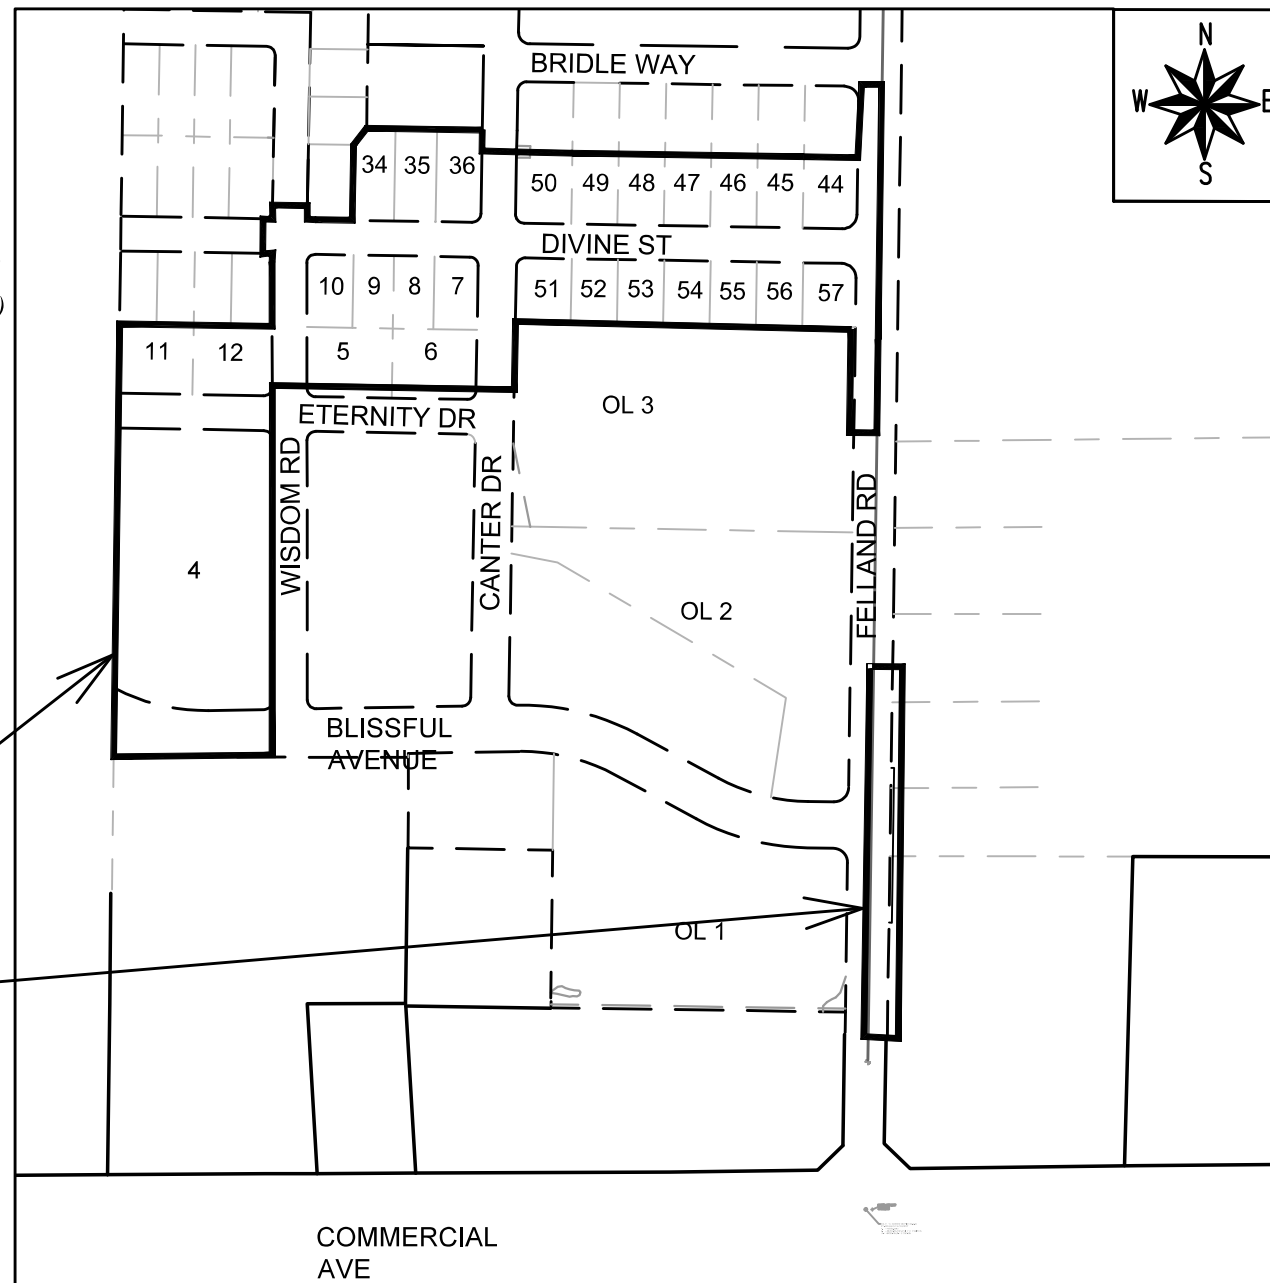 N
BRIDLE WAY
W
E
34 35 36
S
50 49 48 47 46 45 44
DIVINE ST
)
10 9 8 7
51 52 53 54 55 56 57
11 12
5 6
OL 3
ETERNITY DR
WISDOM RD
CANTER DR
FELLAND RD
4
OL 2
BLISSFUL
AVENUE
OL 1
COMMERCIAL
AVE